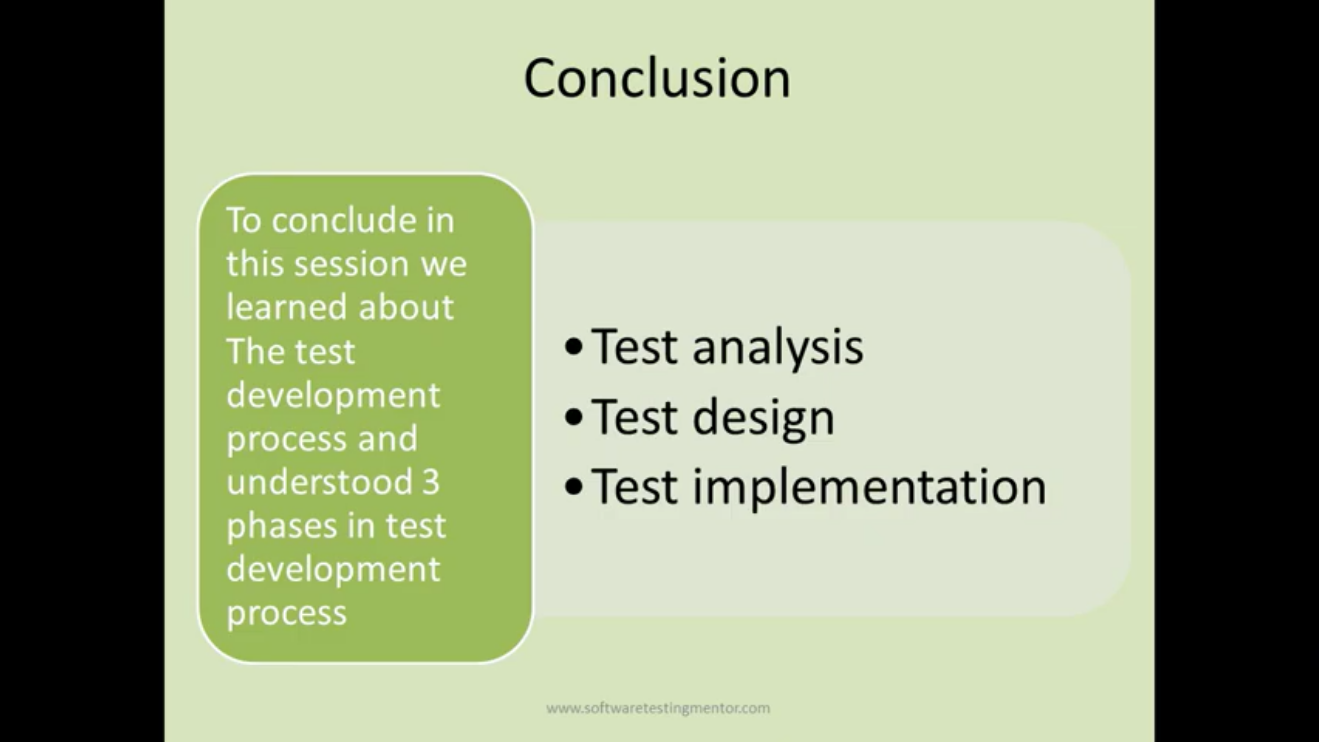 Conclusion
To conclude in
this session we
learned about
The test
development
process and
understood 3
phases in test
development
process
•Test analysis
•Test design
•Test implementation
www.softwaretestingmentor.com